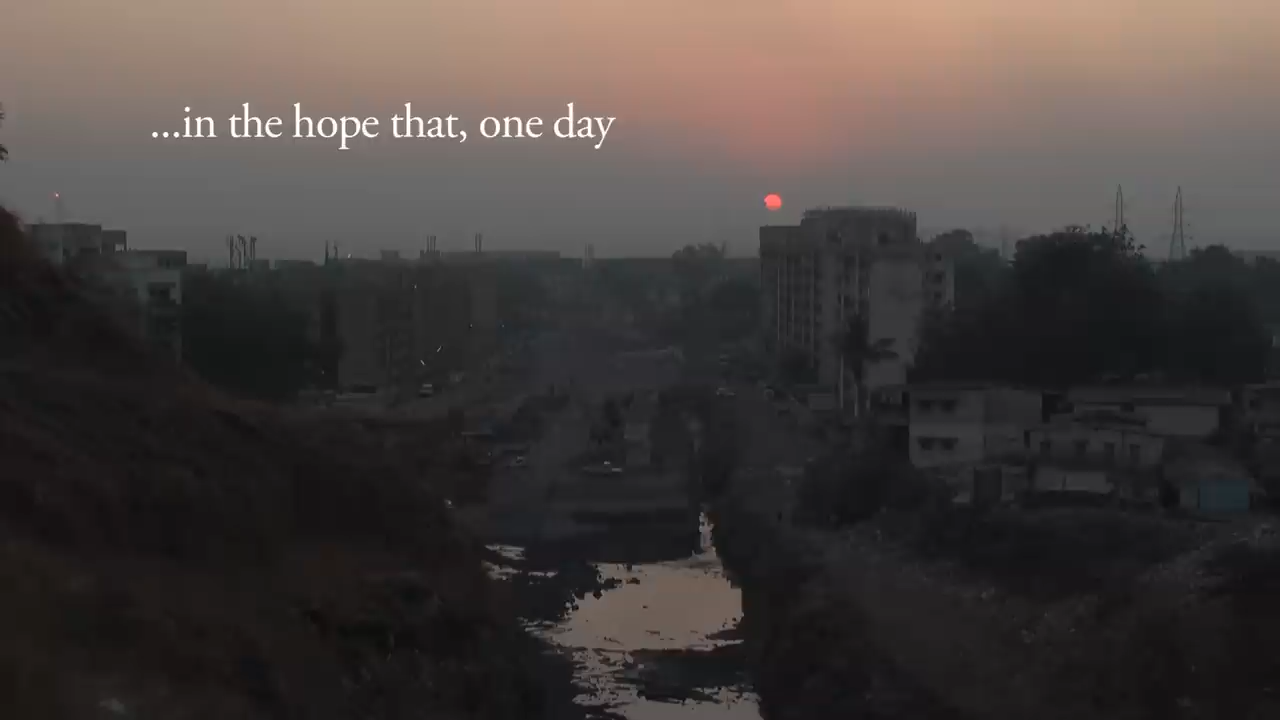 ...in the hope that, one day